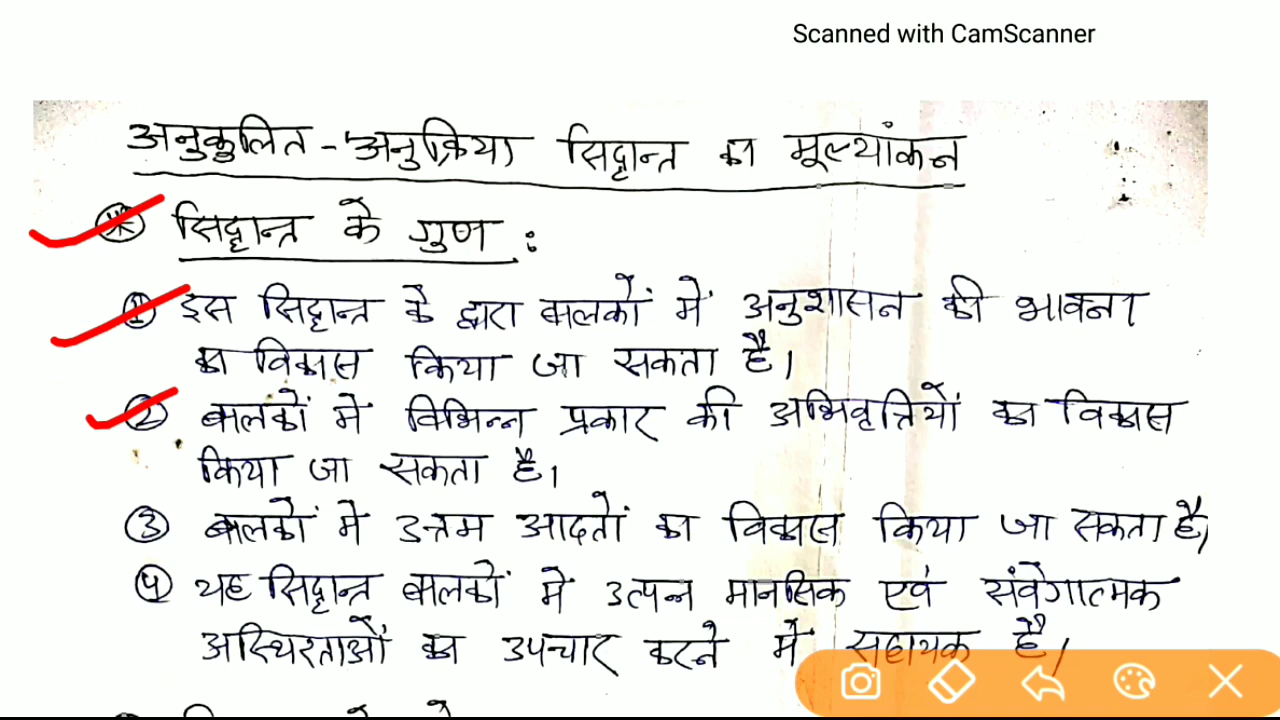 Scanned with CamScanner
अनुकुलित-अनुक्रिया सिद्धान्त का मूल्यांकन
सिद्धान्त के गुण :
① इस सिद्धान्त के द्वारा बालकों में अनुशासन की भावना
का विकास किया जा सकता है।
② बालकों में विभिन्न प्रकार की अभिवृत्तियों का विकास
किया जा सकता है।
③ बालकों में उत्तम आदतों का विकास किया जा सकता है,
④ यह सिद्धान्त बालकों में उत्पन्न मानसिक एवं संवेगात्मक
अस्थिरताओं का उपचार करने में सहायक है।